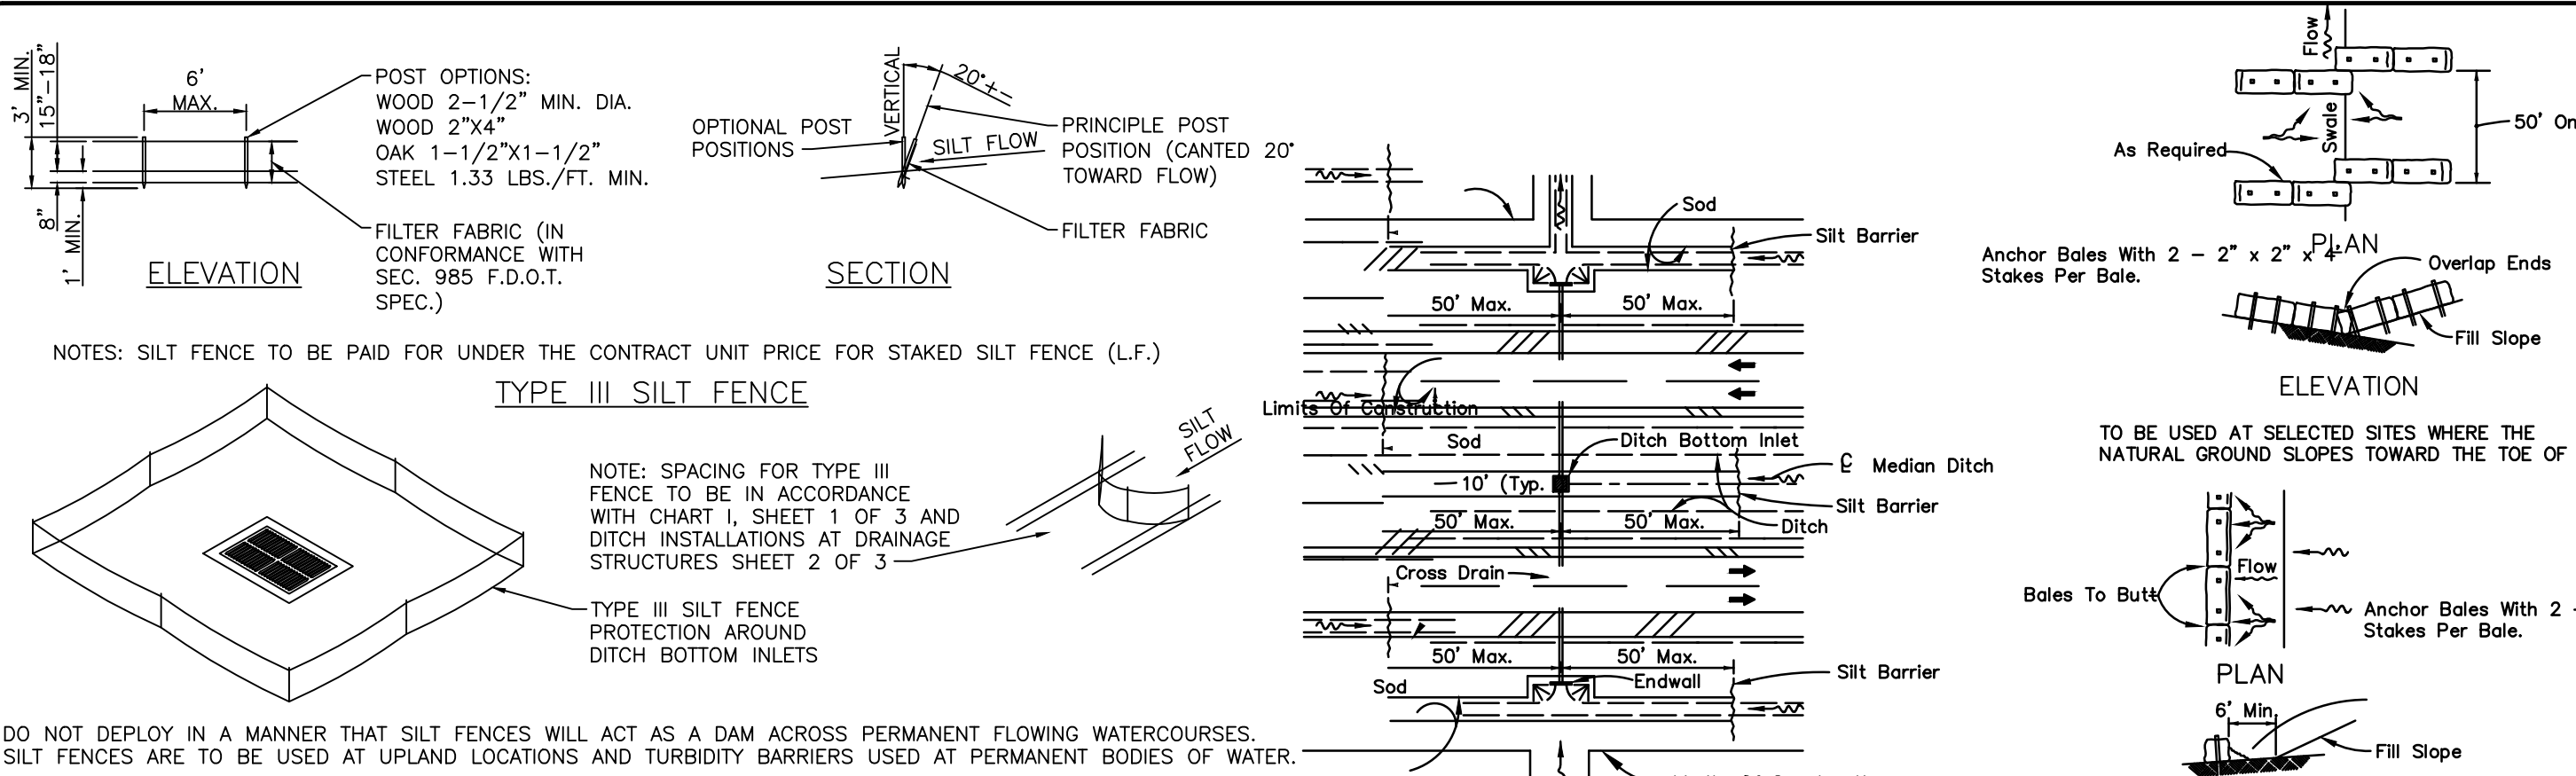 3' MIN.
15"-18"
6'
MAX.
8"
1' MIN.
POST OPTIONS:
WOOD 2-1/2" MIN. DIA.
WOOD 2"X4"
OAK 1-1/2"X1-1/2"
STEEL 1.33 LBS./FT. MIN.
FILTER FABRIC (IN
CONFORMANCE WITH
SEC. 985 F.D.O.T.
SPEC.)
ELEVATION
VERTICAL
20°+-
OPTIONAL POST
POSITIONS
SILT FLOW
PRINCIPLE POST
POSITION (CANTED 20°
TOWARD FLOW)
FILTER FABRIC
SECTION
NOTES: SILT FENCE TO BE PAID FOR UNDER THE CONTRACT UNIT PRICE FOR STAKED SILT FENCE (L.F.)
TYPE III SILT FENCE
NOTE: SPACING FOR TYPE III
FENCE TO BE IN ACCORDANCE
WITH CHART I, SHEET 1 OF 3 AND
DITCH INSTALLATIONS AT DRAINAGE
STRUCTURES SHEET 2 OF 3
SILT
FLOW
TYPE III SILT FENCE
PROTECTION AROUND
DITCH BOTTOM INLETS
DO NOT DEPLOY IN A MANNER THAT SILT FENCES WILL ACT AS A DAM ACROSS PERMANENT FLOWING WATERCOURSES.
SILT FENCES ARE TO BE USED AT UPLAND LOCATIONS AND TURBIDITY BARRIERS USED AT PERMANENT BODIES OF WATER.
Sod
Silt Barrier
50' Max.
50' Max.
Limits Of Construction
Sod
Ditch Bottom Inlet
Median Ditch
10' (Typ.
Silt Barrier
50' Max.
50' Max.
Ditch
Cross Drain
50' Max.
50' Max.
Silt Barrier
Sod
Endwall
Flow
Swale
50' On
As Required
PLAN
Anchor Bales With 2 - 2" x 2" x 4'
Stakes Per Bale.
Overlap Ends
Fill Slope
ELEVATION
TO BE USED AT SELECTED SITES WHERE THE
NATURAL GROUND SLOPES TOWARD THE TOE OF
Flow
Bales To Butt
Anchor Bales With 2 -
Stakes Per Bale.
PLAN
6' Min.
Fill Slope